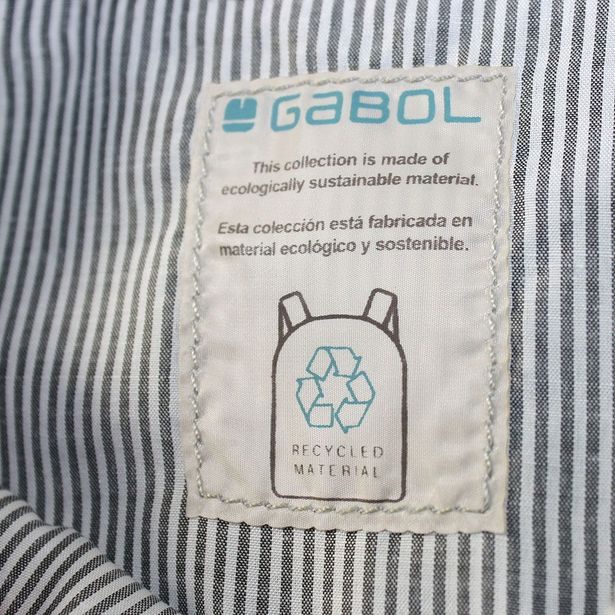 GABOL
This collection is made of
ecologically sustainable material.
Esta colección está fabricada en
material ecológico y sostenible.
RECYCLED
MATERIAL